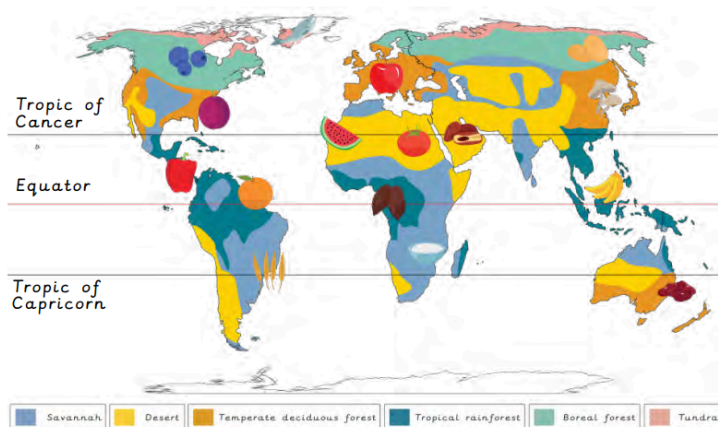 Tropic of
Cancer
Equator
Tropic of
Capricorn
Savannah Desert Temperate deciduous forest Tropical rainforest Boreal forest Tundra